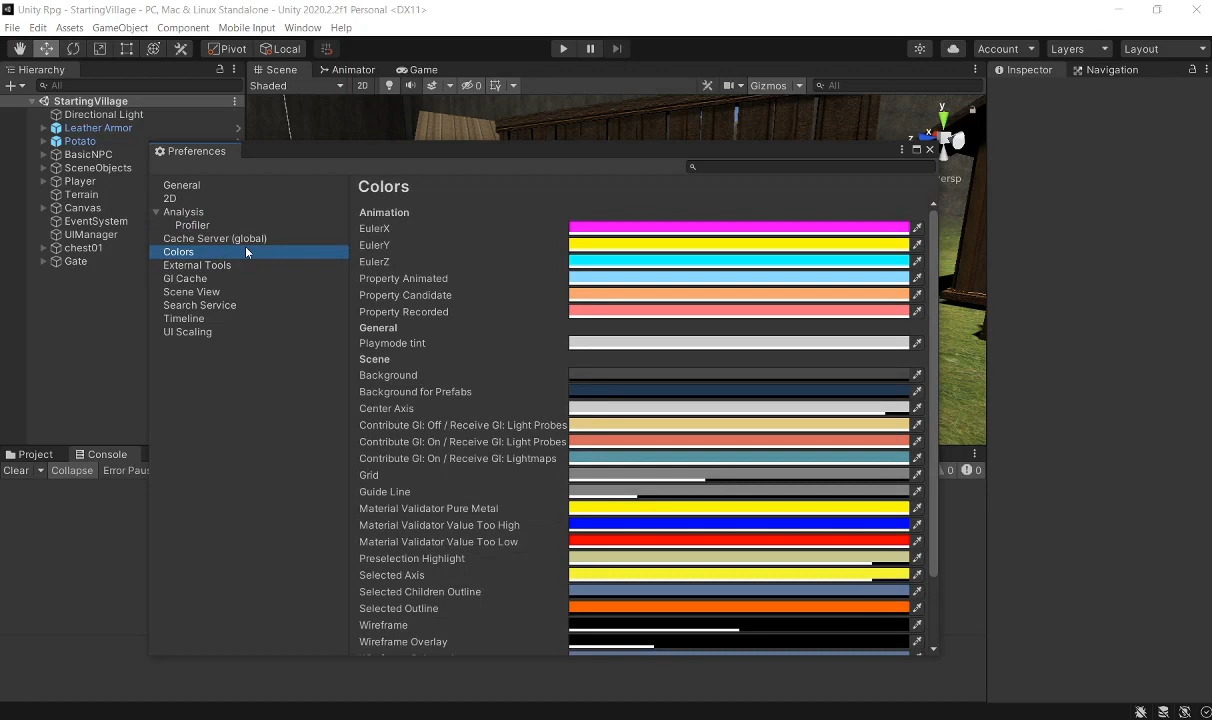 Unity Rpg - StartingVillage - PC, Mac & Linux Standalone - Unity 2020.2.2f1 Personal <DX11>
File Edit Assets GameObject Component Mobile Input Window Help
Pivot Local Account Layers Layout
Hierarchy Scene Animator Game Inspector Navigation
All Shaded 2D 0 Gizmos All
StartingVillage
Directional Light
Leather Armor
Potato
BasicNPC
SceneObjects
Player
Terrain
Canvas
EventSystem
UIManager
chest01
Gate
y
x
z
ersp
Preferences
General
2D
Analysis
Profiler
Cache Server (global)
Colors
External Tools
GI Cache
Scene View
Search Service
Timeline
UI Scaling
Colors
Animation
EulerX
EulerY
EulerZ
Property Animated
Property Candidate
Property Recorded
General
Playmode tint
Scene
Background
Background for Prefabs
Center Axis
Contribute GI: Off / Receive GI: Light Probes
Contribute GI: On / Receive GI: Light Probes
Contribute GI: On / Receive GI: Lightmaps
Grid
Guide Line
Material Validator Pure Metal
Material Validator Value Too High
Material Validator Value Too Low
Preselection Highlight
Selected Axis
Selected Children Outline
Selected Outline
Wireframe
Wireframe Overlay
Project Console
Clear Collapse Error Paus 0 0